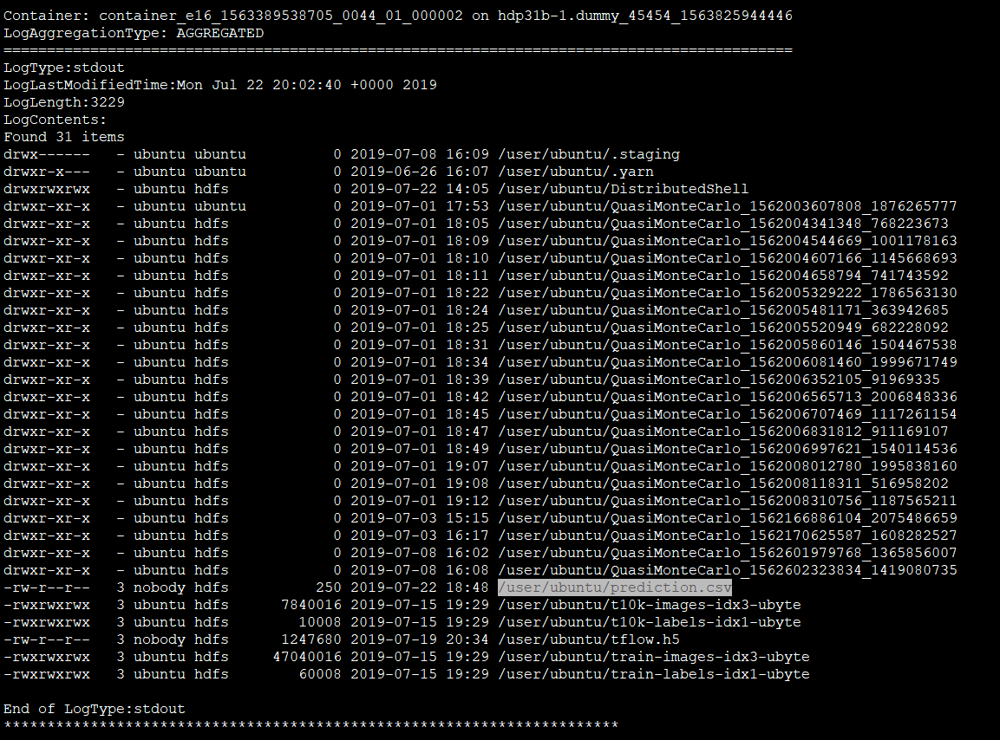 Container: container_e16_1563389538705_0044_01_000002 on hdp31b-1.dummy_45454_1563825944446
LogAggregationType: AGGREGATED
===========================================================================================
LogType:stdout
LogLastModifiedTime:Mon Jul 22 20:02:40 +0000 2019
LogLength:3229
LogContents:
Found 31 items
drwx------   - ubuntu ubuntu          0 2019-07-08 16:09 /user/ubuntu/.staging
drwxr-x---   - ubuntu ubuntu          0 2019-06-26 16:07 /user/ubuntu/.yarn
drwxrwxrwx   - ubuntu hdfs            0 2019-07-22 14:05 /user/ubuntu/DistributedShell
drwxr-xr-x   - ubuntu ubuntu          0 2019-07-01 17:53 /user/ubuntu/QuasiMonteCarlo_1562003607808_1876265777
drwxr-xr-x   - ubuntu hdfs            0 2019-07-01 18:05 /user/ubuntu/QuasiMonteCarlo_1562004341348_768223673
drwxr-xr-x   - ubuntu hdfs            0 2019-07-01 18:09 /user/ubuntu/QuasiMonteCarlo_1562004544669_1001178163
drwxr-xr-x   - ubuntu hdfs            0 2019-07-01 18:10 /user/ubuntu/QuasiMonteCarlo_1562004607166_1145668693
drwxr-xr-x   - ubuntu hdfs            0 2019-07-01 18:11 /user/ubuntu/QuasiMonteCarlo_1562004658794_741743592
drwxr-xr-x   - ubuntu hdfs            0 2019-07-01 18:22 /user/ubuntu/QuasiMonteCarlo_1562005329222_1786563130
drwxr-xr-x   - ubuntu hdfs            0 2019-07-01 18:24 /user/ubuntu/QuasiMonteCarlo_1562005481171_363942685
drwxr-xr-x   - ubuntu hdfs            0 2019-07-01 18:25 /user/ubuntu/QuasiMonteCarlo_1562005520949_682228092
drwxr-xr-x   - ubuntu hdfs            0 2019-07-01 18:31 /user/ubuntu/QuasiMonteCarlo_1562005860146_1504467538
drwxr-xr-x   - ubuntu hdfs            0 2019-07-01 18:34 /user/ubuntu/QuasiMonteCarlo_1562006081460_1999671749
drwxr-xr-x   - ubuntu hdfs            0 2019-07-01 18:39 /user/ubuntu/QuasiMonteCarlo_1562006352105_91969335
drwxr-xr-x   - ubuntu hdfs            0 2019-07-01 18:42 /user/ubuntu/QuasiMonteCarlo_1562006565713_2006848336
drwxr-xr-x   - ubuntu hdfs            0 2019-07-01 18:45 /user/ubuntu/QuasiMonteCarlo_1562006707469_1117261154
drwxr-xr-x   - ubuntu hdfs            0 2019-07-01 18:47 /user/ubuntu/QuasiMonteCarlo_1562006831812_911169107
drwxr-xr-x   - ubuntu hdfs            0 2019-07-01 18:49 /user/ubuntu/QuasiMonteCarlo_1562006997621_1540114536
drwxr-xr-x   - ubuntu hdfs            0 2019-07-01 19:07 /user/ubuntu/QuasiMonteCarlo_1562008012780_1995838160
drwxr-xr-x   - ubuntu hdfs            0 2019-07-01 19:08 /user/ubuntu/QuasiMonteCarlo_1562008118311_516958202
drwxr-xr-x   - ubuntu hdfs            0 2019-07-01 19:12 /user/ubuntu/QuasiMonteCarlo_1562008310756_1187565211
drwxr-xr-x   - ubuntu hdfs            0 2019-07-03 15:15 /user/ubuntu/QuasiMonteCarlo_1562166886104_2075486659
drwxr-xr-x   - ubuntu hdfs            0 2019-07-03 16:17 /user/ubuntu/QuasiMonteCarlo_1562170625587_1608282527
drwxr-xr-x   - ubuntu hdfs            0 2019-07-08 16:02 /user/ubuntu/QuasiMonteCarlo_1562601979768_1365856007
drwxr-xr-x   - ubuntu hdfs            0 2019-07-08 16:08 /user/ubuntu/QuasiMonteCarlo_1562602323834_1419080735
-rw-r--r--   3 nobody hdfs          250 2019-07-22 18:48 /user/ubuntu/prediction.csv
-rwxrwxrwx   3 ubuntu hdfs      7840016 2019-07-15 19:29 /user/ubuntu/t10k-images-idx3-ubyte
-rwxrwxrwx   3 ubuntu hdfs        10008 2019-07-15 19:29 /user/ubuntu/t10k-labels-idx1-ubyte
-rw-r--r--   3 nobody hdfs      1247680 2019-07-19 20:34 /user/ubuntu/tflow.h5
-rwxrwxrwx   3 ubuntu hdfs     47040016 2019-07-15 19:29 /user/ubuntu/train-images-idx3-ubyte
-rwxrwxrwx   3 ubuntu hdfs        60008 2019-07-15 19:29 /user/ubuntu/train-labels-idx1-ubyte
End of LogType:stdout
***********************************************************************